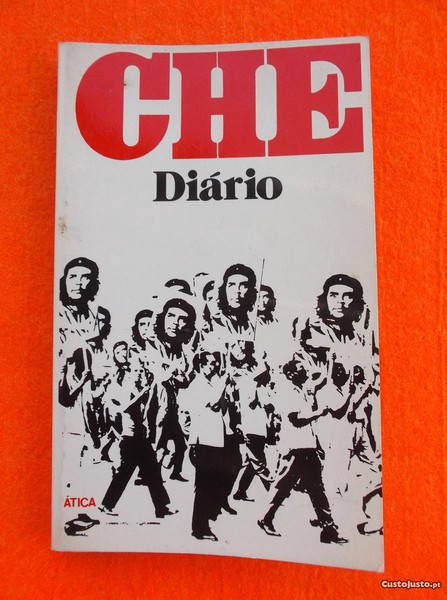 CHE
Diário
ÁTICA
CustoJusto.pt